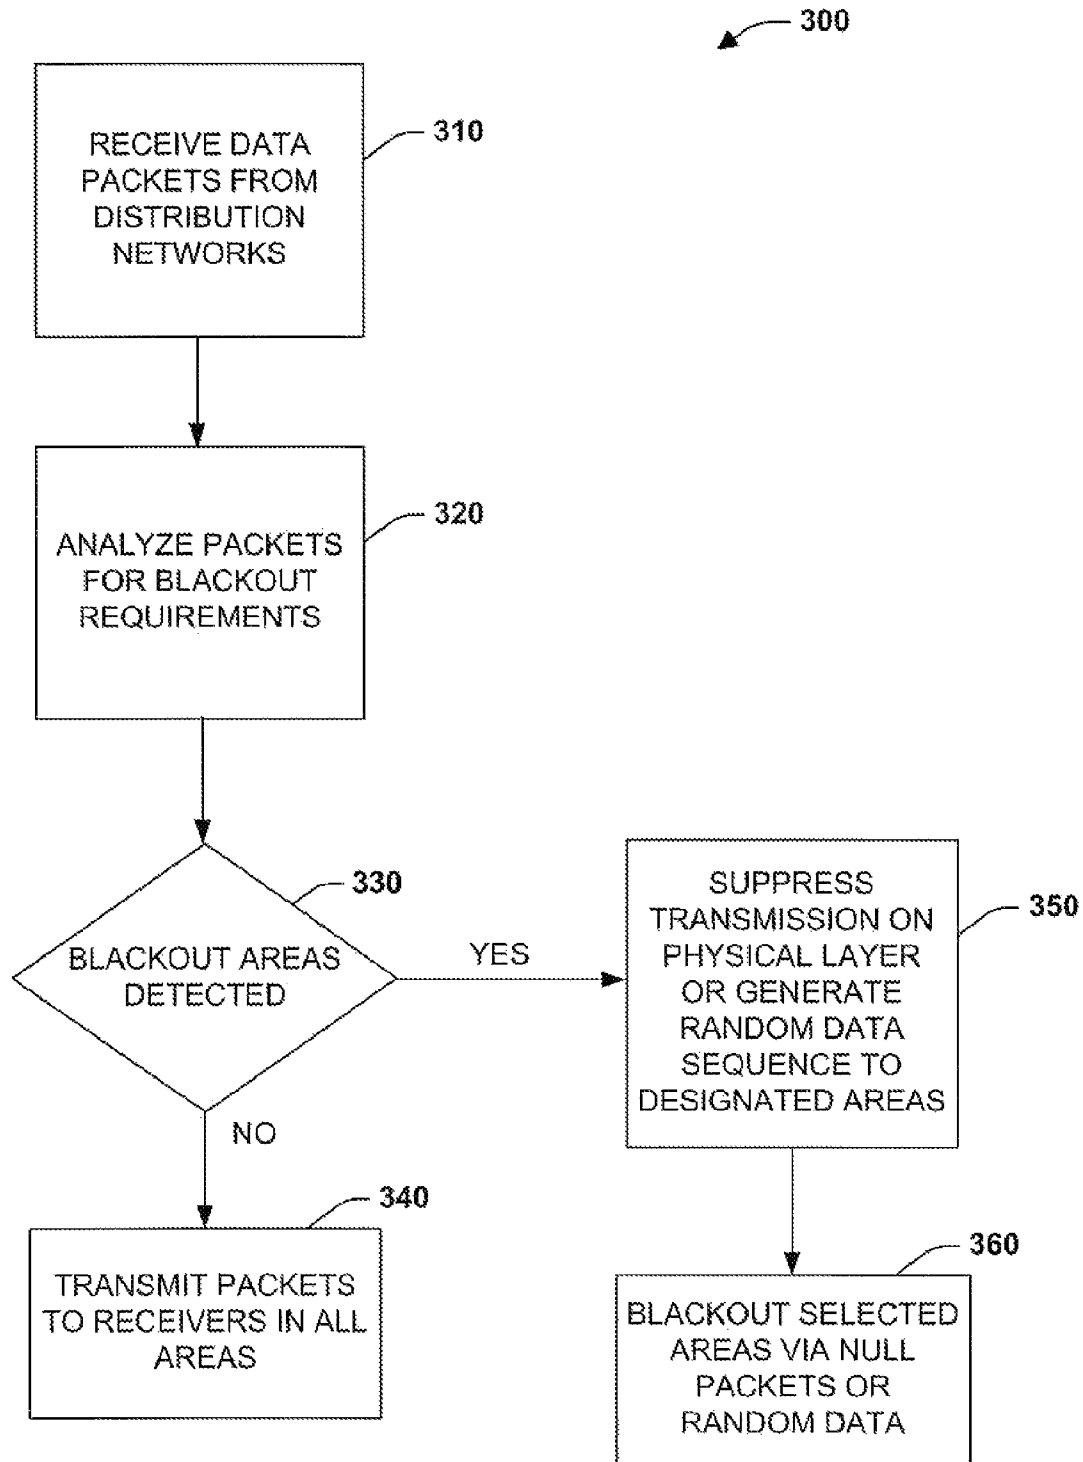 300
RECEIVE DATA
PACKETS FROM
DISTRIBUTION
NETWORKS
310
ANALYZE PACKETS
FOR BLACKOUT
REQUIREMENTS
320
BLACKOUT AREAS
DETECTED
330
YES
NO
SUPPRESS
TRANSMISSION ON
PHYSICAL LAYER
OR GENERATE
RANDOM DATA
SEQUENCE TO
DESIGNATED AREAS
350
TRANSMIT PACKETS
TO RECEIVERS IN ALL
AREAS
340
BLACKOUT SELECTED
AREAS VIA NULL
PACKETS OR
RANDOM DATA
360